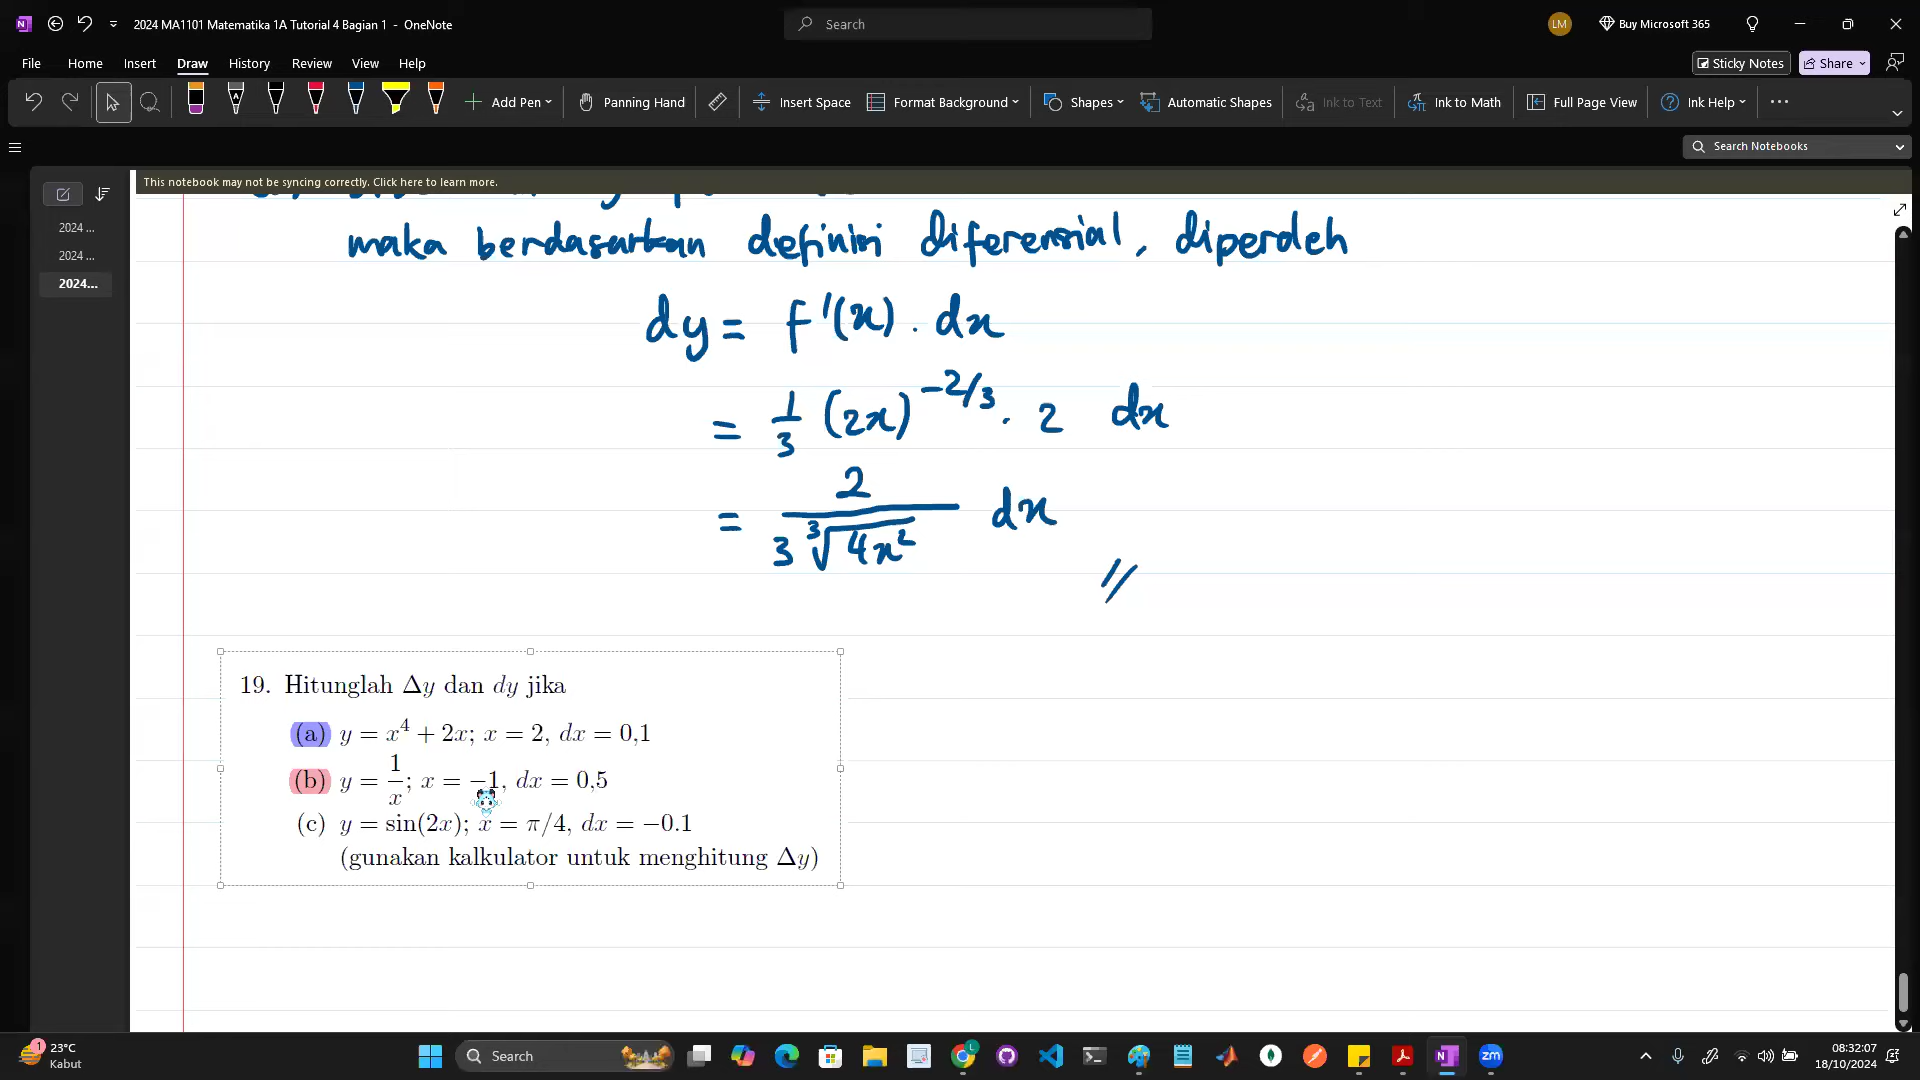 2024 MA1101 Matematika 1A Tutorial 4 Bagian 1 - OneNote
Search
LM
Buy Microsoft 365
File Home Insert Draw History Review View Help
Sticky Notes
Share
Add Pen
Panning Hand
Insert Space
Format Background
Shapes
Automatic Shapes
Ink to Text
Ink to Math
Full Page View
Ink Help
Search Notebooks
This notebook may not be syncing correctly. Click here to learn more.
2024 ...
2024 ...
2024...
maka berdasarkan definisi diferensial, diperoleh
dy = f'(x) . dx
= 1/3 (2x)^{-2/3} . 2 dx
= 2 / 3∛4x² dx
//
19. Hitunglah Δy dan dy jika
(a) y = x⁴ + 2x; x = 2, dx = 0,1
(b) y = 1/x; x = −1, dx = 0,5
(c) y = sin(2x); x = π/4, dx = −0.1
(gunakan kalkulator untuk menghitung Δy)
1
23°C
Kabut
Search
zm
08:32:07
18/10/2024